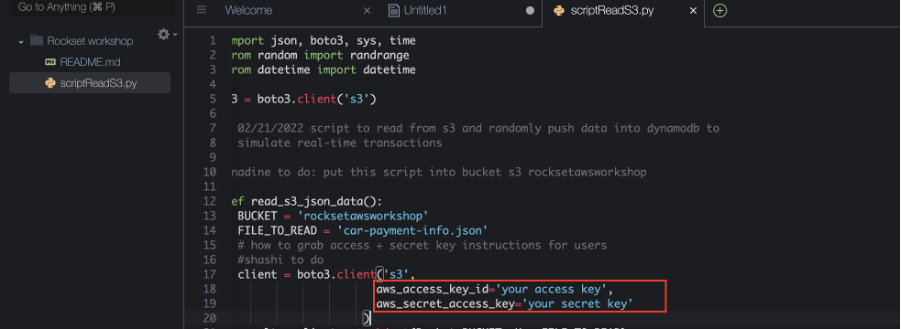 Go to Anything (⌘ P)
Welcome × Untitled1 scriptReadS3.py ×
Rockset workshop
README.md
scriptReadS3.py
1 mport json, boto3, sys, time
2 rom random import randrange
3 rom datetime import datetime
4
5 3 = boto3.client('s3')
6
7 02/21/2022 script to read from s3 and randomly push data into dynamodb to
8 simulate real-time transactions
9
10 nadine to do: put this script into bucket s3 rocksetawsworkshop
11
12 ef read_s3_json_data():
13 BUCKET = 'rocksetawsworkshop'
14 FILE_TO_READ = 'car-payment-info.json'
15 # how to grab access + secret key instructions for users
16 #shashi to do
17 client = boto3.client('s3',
18 aws_access_key_id='your access key',
19 aws_secret_access_key='your secret key'
20 )